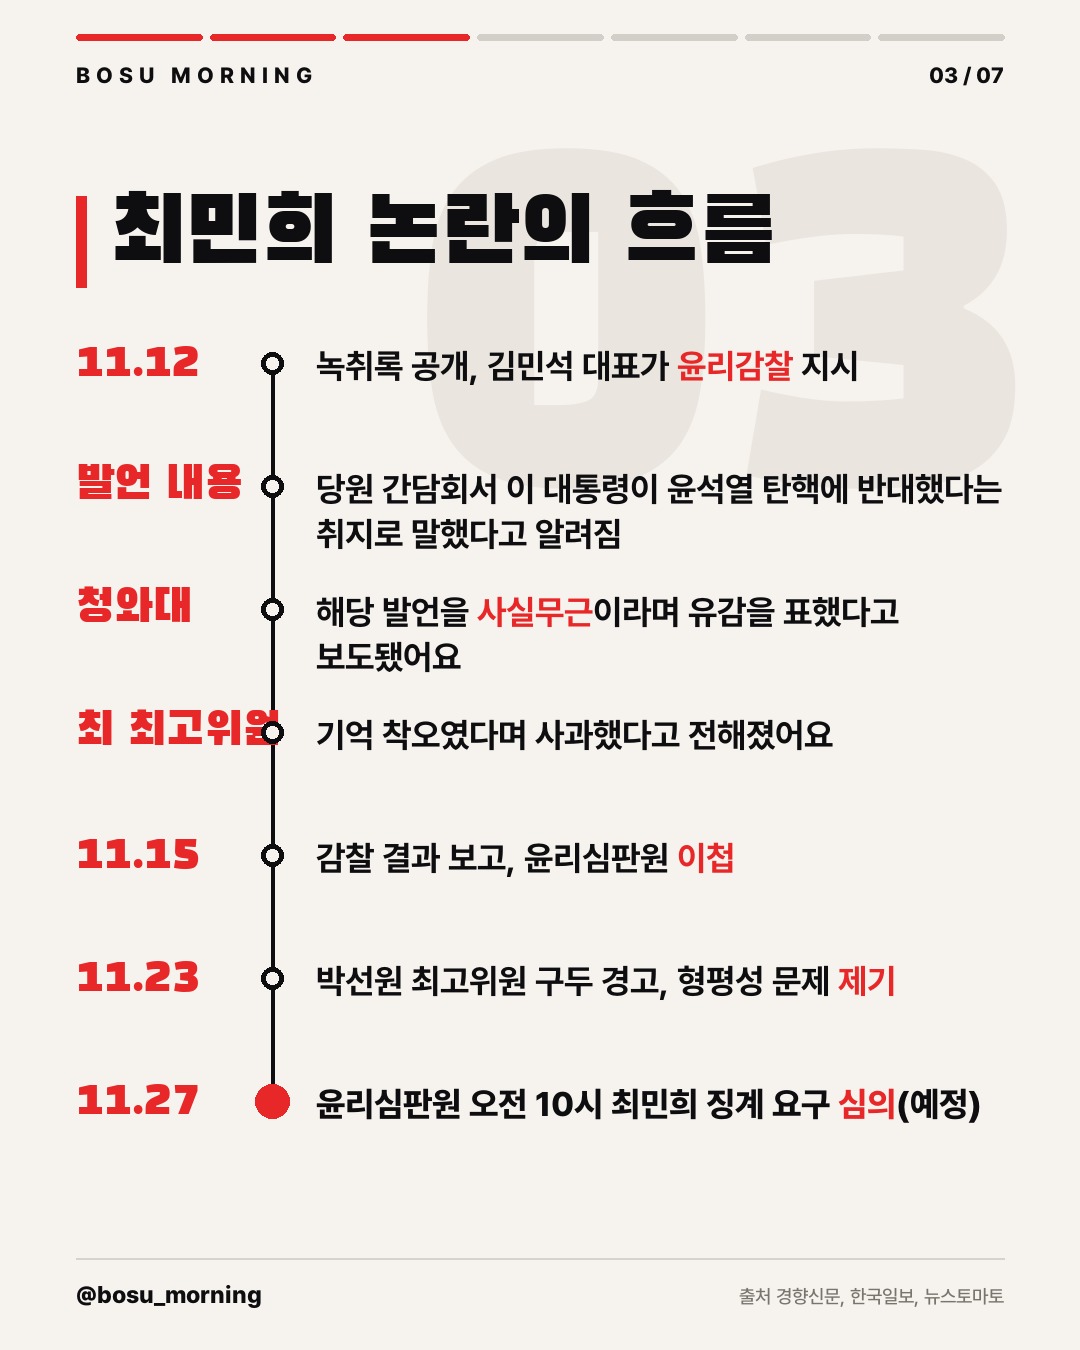 BOSU MORNING
03 / 07
03
최민희 논란의 흐름
11.12
녹취록 공개, 김민석 대표가 윤리감찰 지시
발언 내용
당원 간담회서 이 대통령이 윤석열 탄핵에 반대했다는
취지로 말했다고 알려짐
청와대
해당 발언을 사실무근이라며 유감을 표했다고
보도됐어요
최 최고위원
기억 착오였다며 사과했다고 전해졌어요
11.15
감찰 결과 보고, 윤리심판원 이첩
11.23
박선원 최고위원 구두 경고, 형평성 문제 제기
11.27
윤리심판원 오전 10시 최민희 징계 요구 심의(예정)
@bosu_morning
출처 경향신문, 한국일보, 뉴스토마토